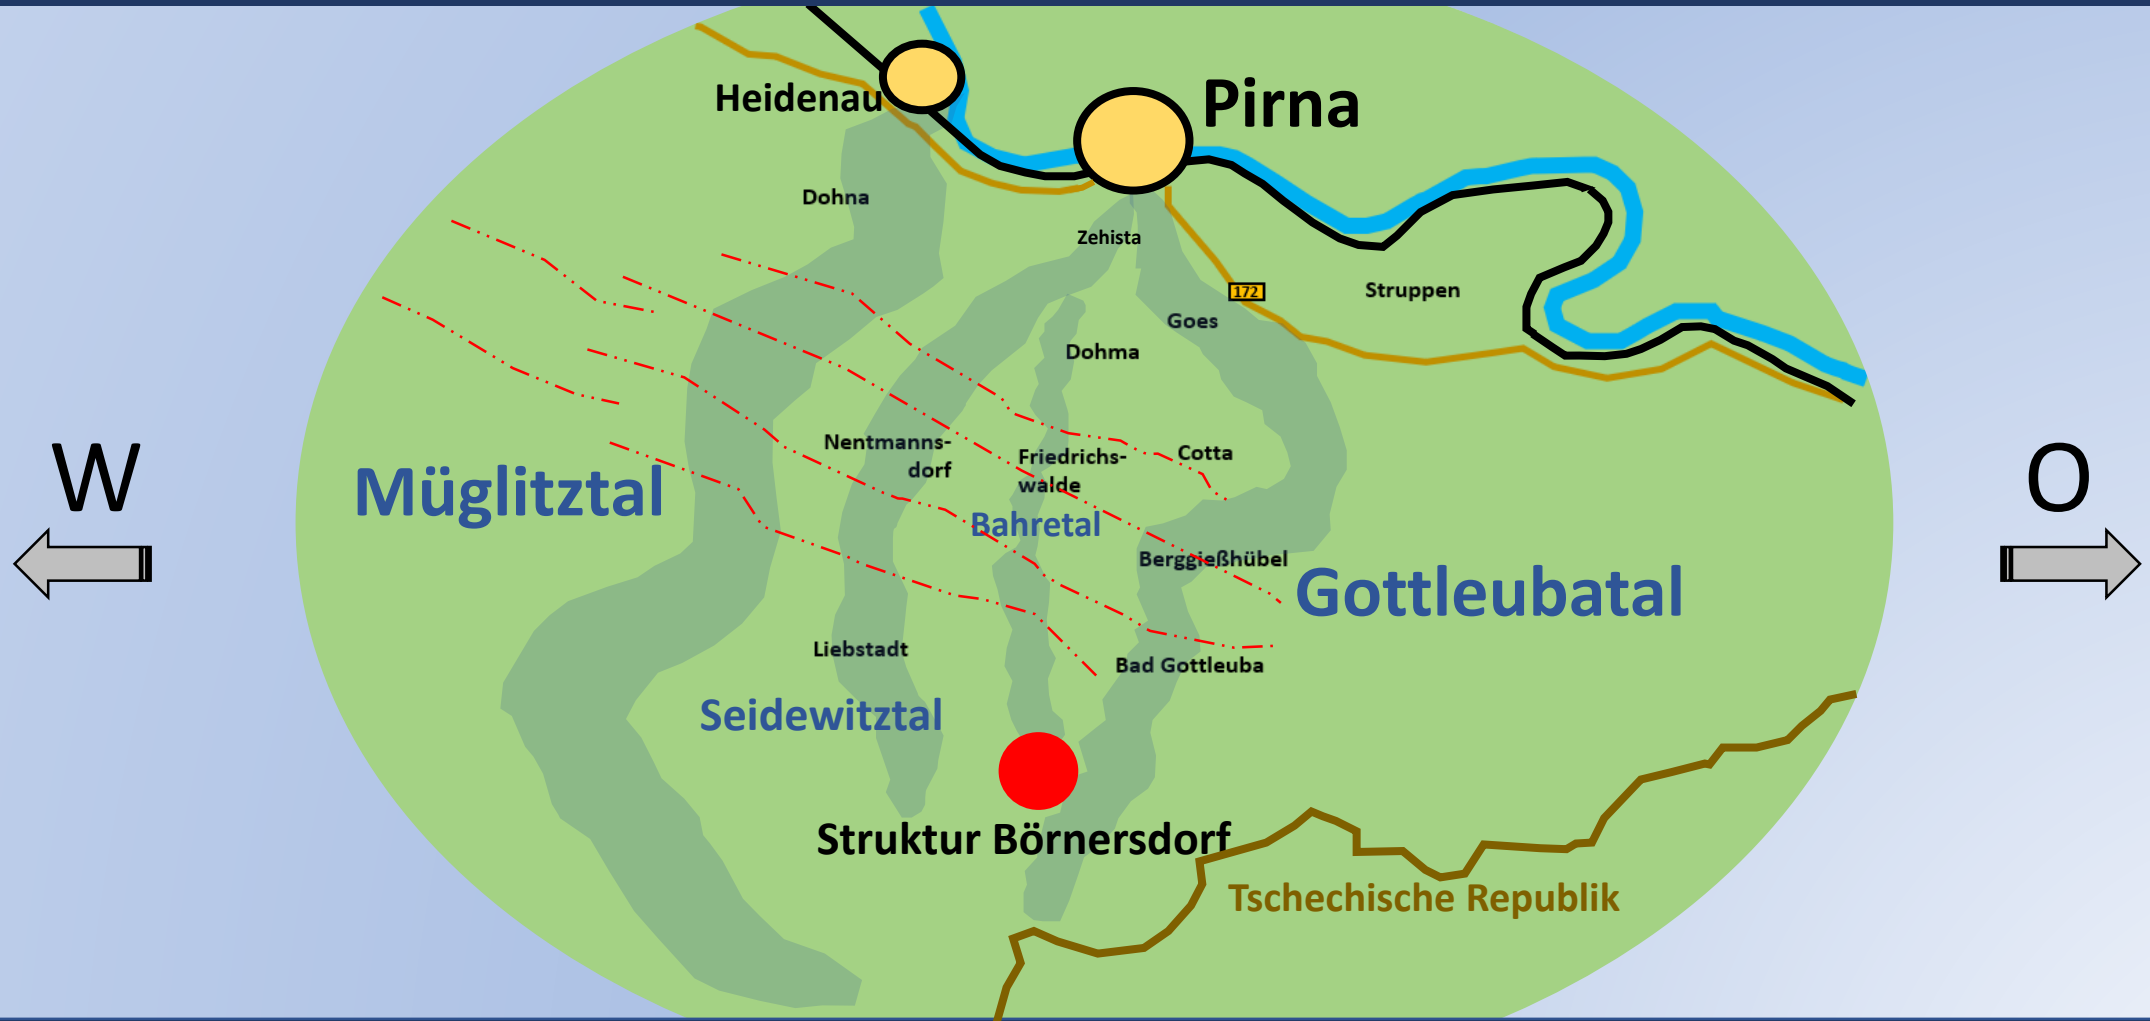 Heidenau
Pirna
Dohna
Zehista
172
Struppen
Goes
Dohma
W
O
Nentmanns-
dorf
Friedrichs-
walde
Cotta
Müglitztal
Bahretal
Berggießhübel
Gottleubatal
Liebstadt
Bad Gottleuba
Seidewitztal
Struktur Börnersdorf
Tschechische Republik